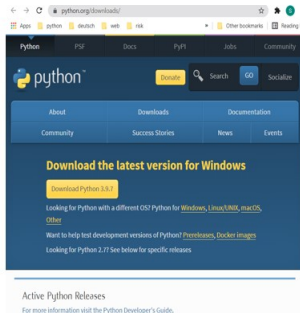 python.org/downloads/
Apps python deutsch web risk » Other bookmarks Reading
Python PSF Docs PyPI Jobs Community
python™ Donate Search GO Socialize
About Downloads Documentation
Community Success Stories News Events
Download the latest version for Windows
Download Python 3.9.7
Looking for Python with a different OS? Python for Windows, Linux/UNIX, macOS,
Other
Want to help test development versions of Python? Prereleases, Docker images
Looking for Python 2.7? See below for specific releases
Active Python Releases
For more information visit the Python Developer's Guide.